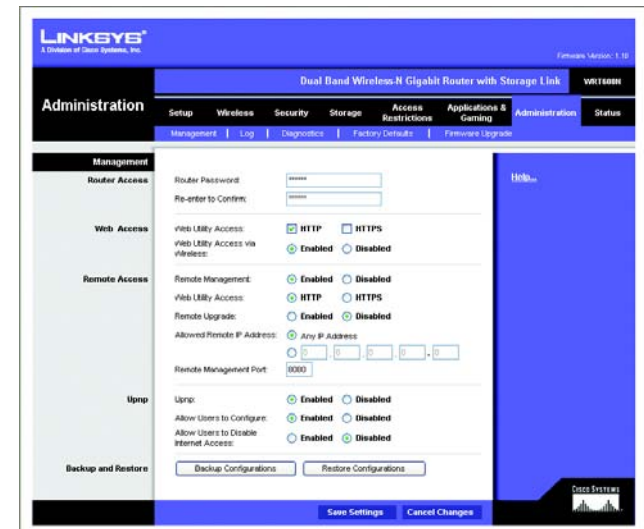 LINKSYS®
A Division of Cisco Systems, Inc.
Firmware Version: 1.10
Dual Band Wireless-N Gigabit Router with Storage Link WRT600N
Administration
Setup Wireless Security Storage Access Restrictions Applications & Gaming Administration Status
Management | Log | Diagnostics | Factory Defaults | Firmware Upgrade
Management
Router Access
Router Password:
******
Re-enter to Confirm:
******
Help...
Web Access
Web Utility Access: HTTP HTTPS
Web Utility Access via Wireless: Enabled Disabled
Remote Access
Remote Management: Enabled Disabled
Web Utility Access: HTTP HTTPS
Remote Upgrade: Enabled Disabled
Allowed Remote IP Address: Any IP Address
0 . 0 . 0 . 0 - 0
Remote Management Port: 8080
Upnp
Upnp: Enabled Disabled
Allow Users to Configure: Enabled Disabled
Allow Users to Disable Internet Access: Enabled Disabled
Backup and Restore
Backup Configurations Restore Configurations
CISCO SYSTEMS
Save Settings Cancel Changes